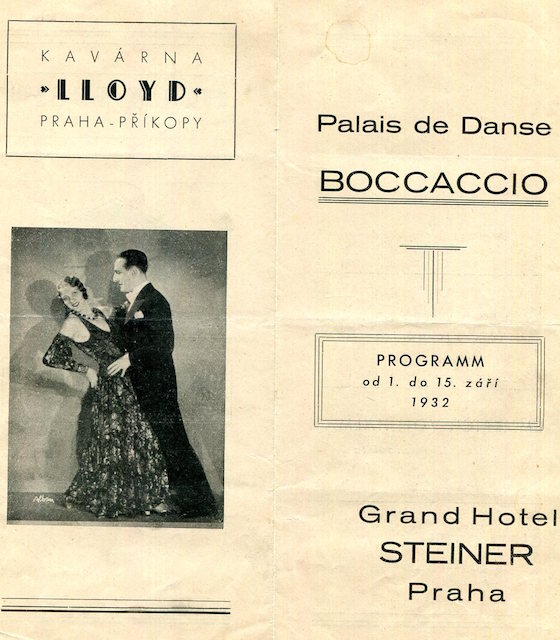 KAVÁRNA
»LLOYD«
PRAHA-PŘÍKOPY
Palais de Danse
BOCCACCIO
PROGRAMM
od 1. do 15. září
1932
Grand Hotel
STEINER
Praha